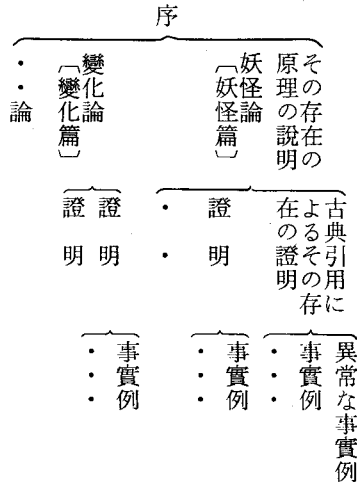 序
その存在の
原理の説明
妖怪論
〔妖怪篇〕
變化論
〔變化篇〕
・・論
古典引用に
よるその存
在の證明
證明
・・
證明
證明
異常な事實例
事實例
・・・
事實例
・・・
事實例
・・・